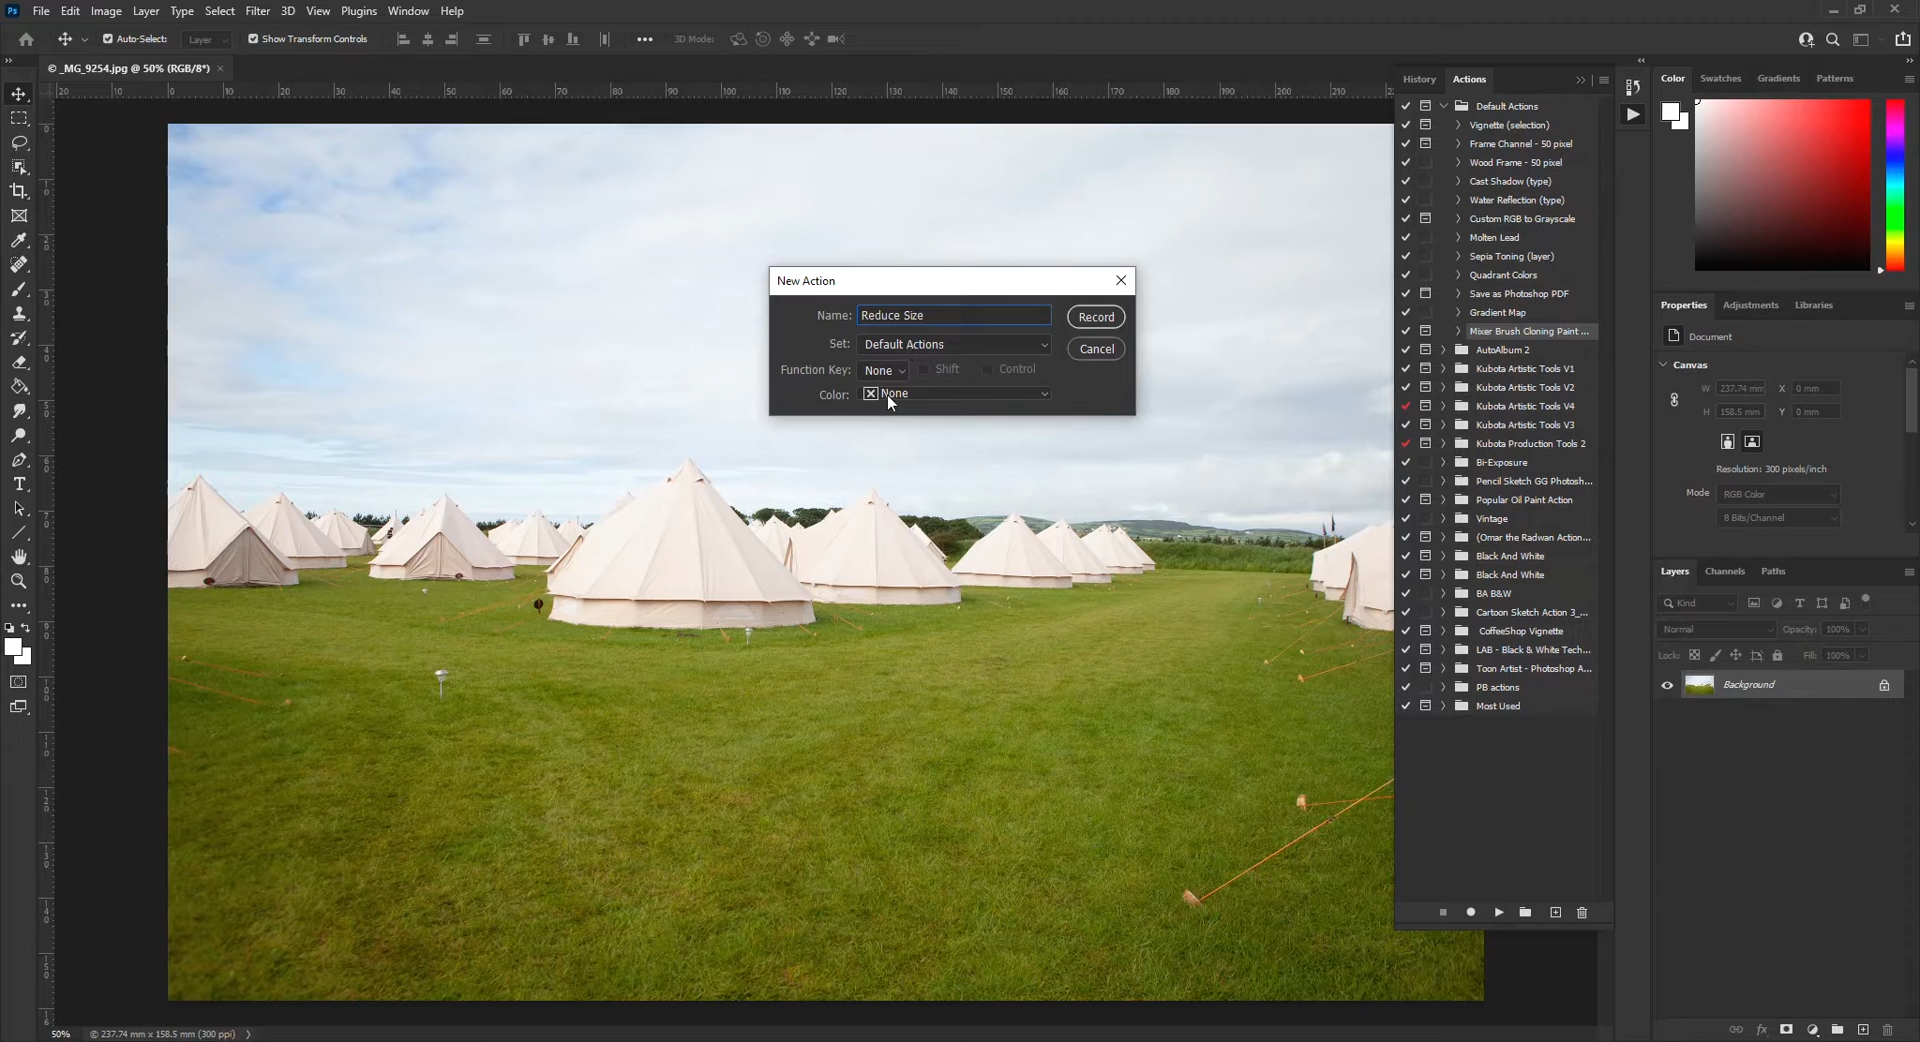 Ps File Edit Image Layer Type Select Filter 3D View Plugins Window Help
Auto-Select: Layer Show Transform Controls ••• 3D Mode:
© _MG_9254.jpg @ 50% (RGB/8*) ×
History Actions
Default Actions
Vignette (selection)
Frame Channel - 50 pixel
Wood Frame - 50 pixel
Cast Shadow (type)
Water Reflection (type)
Custom RGB to Grayscale
Molten Lead
Sepia Toning (layer)
Quadrant Colors
Save as Photoshop PDF
Gradient Map
Mixer Brush Cloning Paint ...
AutoAlbum 2
Kubota Artistic Tools V1
Kubota Artistic Tools V2
Kubota Artistic Tools V4
Kubota Artistic Tools V3
Kubota Production Tools 2
Bi-Exposure
Pencil Sketch GG Photosh...
Popular Oil Paint Action
Vintage
(Omar the Radwan Action...
Black And White
Black And White
BA B&W
Cartoon Sketch Action 3_...
CoffeeShop Vignette
LAB - Black & White Tech...
Toon Artist - Photoshop A...
PB actions
Most Used
New Action
Name: Reduce Size
Record
Set: Default Actions
Cancel
Function Key: None Shift Control
Color: None
Color Swatches Gradients Patterns
Properties Adjustments Libraries
Document
Canvas
W 237.74 mm X 0 mm
H 158.5 mm Y 0 mm
Resolution: 300 pixels/inch
Mode RGB Color
8 Bits/Channel
Layers Channels Paths
Kind
Normal Opacity: 100%
Lock: Fill: 100%
Background
50% © 237.74 mm x 158.5 mm (300 ppi)